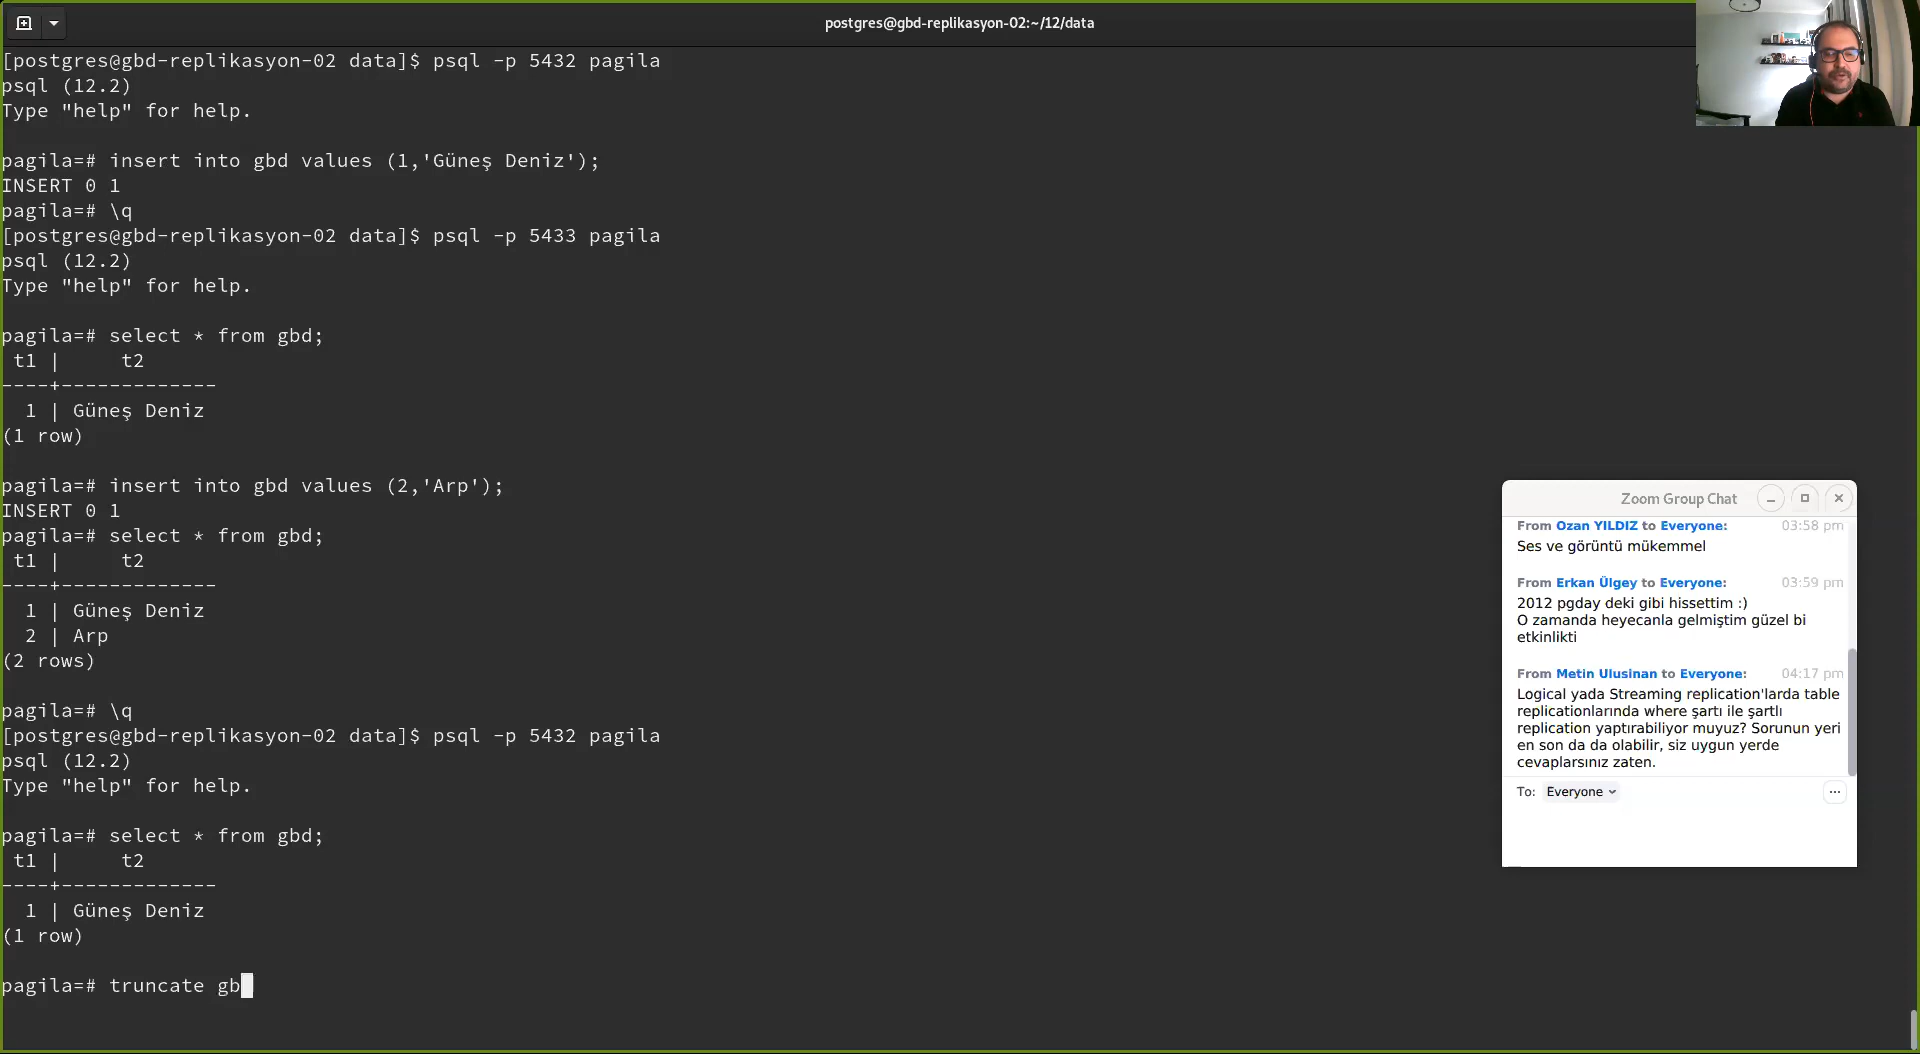 postgres@gbd-replikasyon-02:~/12/data
[postgres@gbd-replikasyon-02 data]$ psql -p 5432 pagila
psql (12.2)
Type "help" for help.

pagila=# insert into gbd values (1,'Güneş Deniz');
INSERT 0 1
pagila=# \q
[postgres@gbd-replikasyon-02 data]$ psql -p 5433 pagila
psql (12.2)
Type "help" for help.

pagila=# select * from gbd;
 t1 |     t2
----+-------------
  1 | Güneş Deniz
(1 row)

pagila=# insert into gbd values (2,'Arp');
INSERT 0 1
pagila=# select * from gbd;
 t1 |     t2
----+-------------
  1 | Güneş Deniz
  2 | Arp
(2 rows)

pagila=# \q
[postgres@gbd-replikasyon-02 data]$ psql -p 5432 pagila
psql (12.2)
Type "help" for help.

pagila=# select * from gbd;
 t1 |     t2
----+-------------
  1 | Güneş Deniz
(1 row)

pagila=# truncate gb
Zoom Group Chat
From Ozan YILDIZ to Everyone: 03:58 pm
Ses ve görüntü mükemmel
From Erkan Ülgey to Everyone: 03:59 pm
2012 pgday deki gibi hissettim :)
O zamanda heyecanla gelmiştim güzel bi
etkinlikti
From Metin Ulusinan to Everyone: 04:17 pm
Logical yada Streaming replication'larda table
replicationlarında where şartı ile şartlı
replication yaptırabiliyor muyuz? Sorunun yeri
en son da da olabilir, siz uygun yerde
cevaplarsınız zaten.
To: Everyone